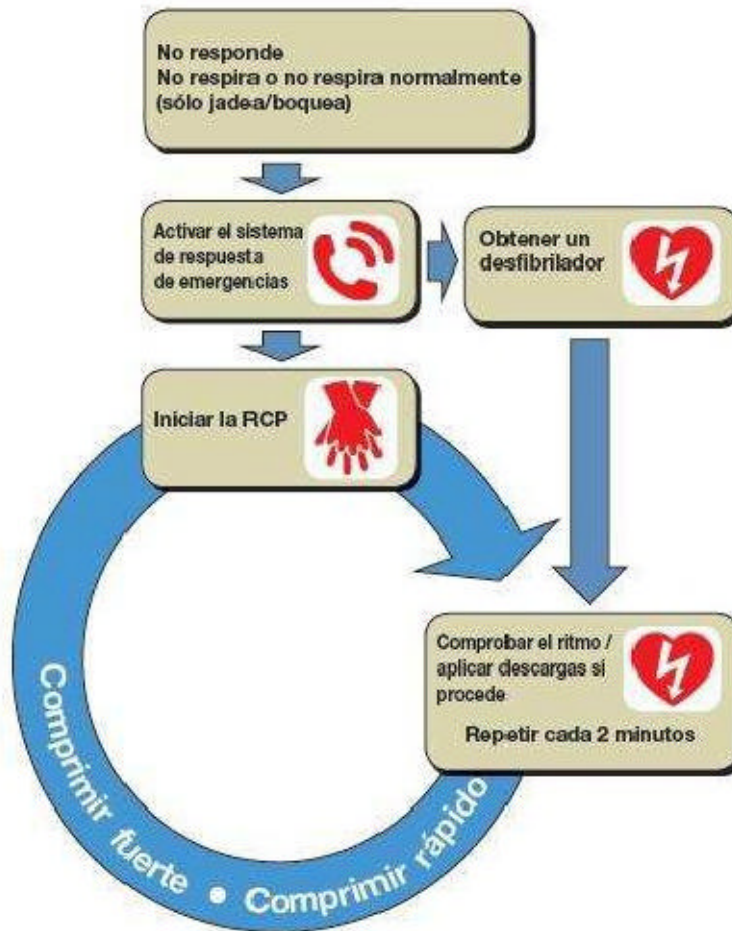 No responde
No respira o no respira normalmente
(sólo jadea/boquea)
Activar el sistema
de respuesta
de emergencias
Obtener un
desfibrilador
Iniciar la RCP
Comprobar el ritmo /
aplicar descargas si
procede
Repetir cada 2 minutos
Comprimir fuerte • Comprimir rápido